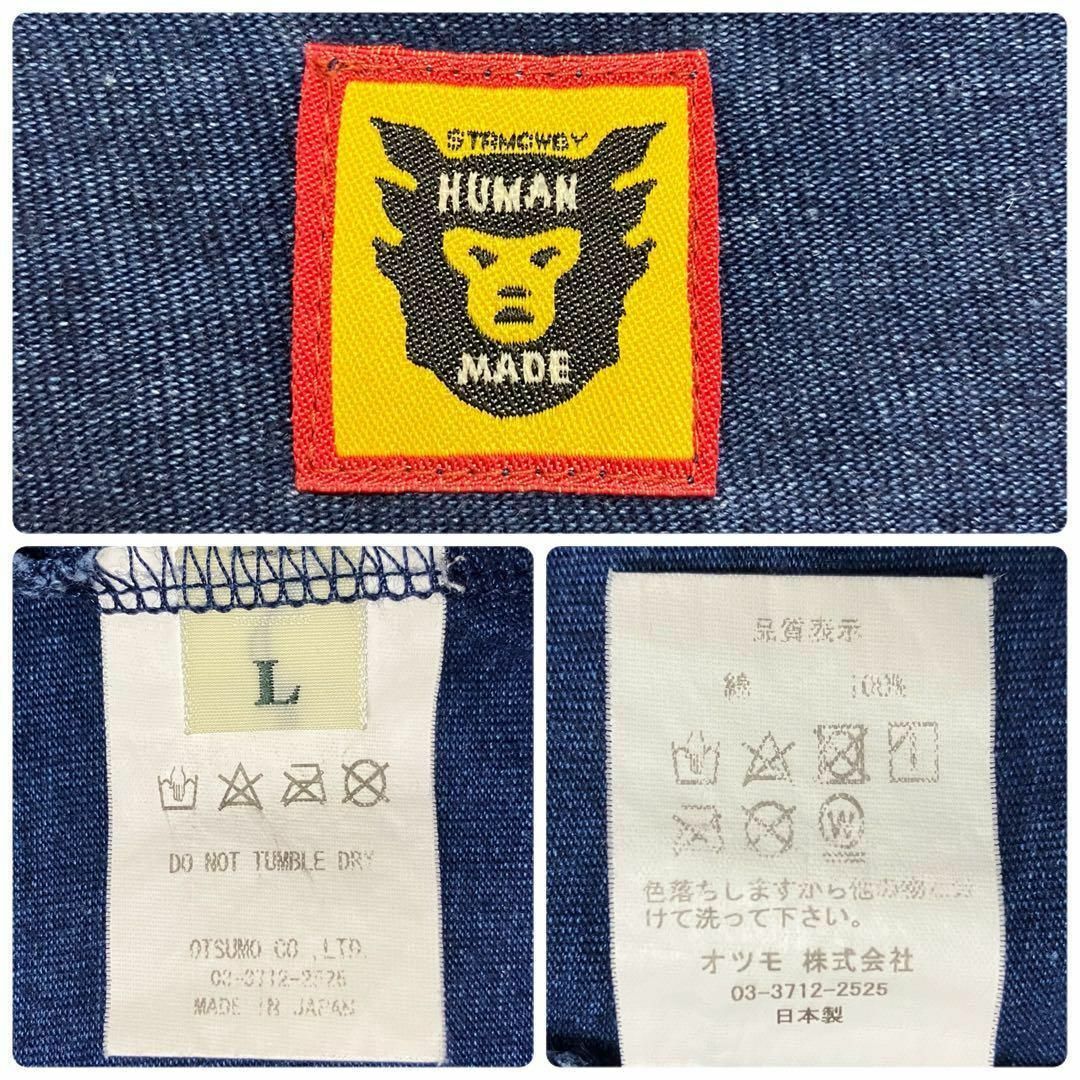 STRMCWBY
HUMAN
MADE
L
DO NOT TUMBLE DRY
OTSUMO CO.,LTD.
03-3712-2525
MADE IN JAPAN
品質表示
綿 100%
W
色落ちしますから他の物と分
けて洗って下さい。
オツモ 株式会社
03-3712-2525
日本製